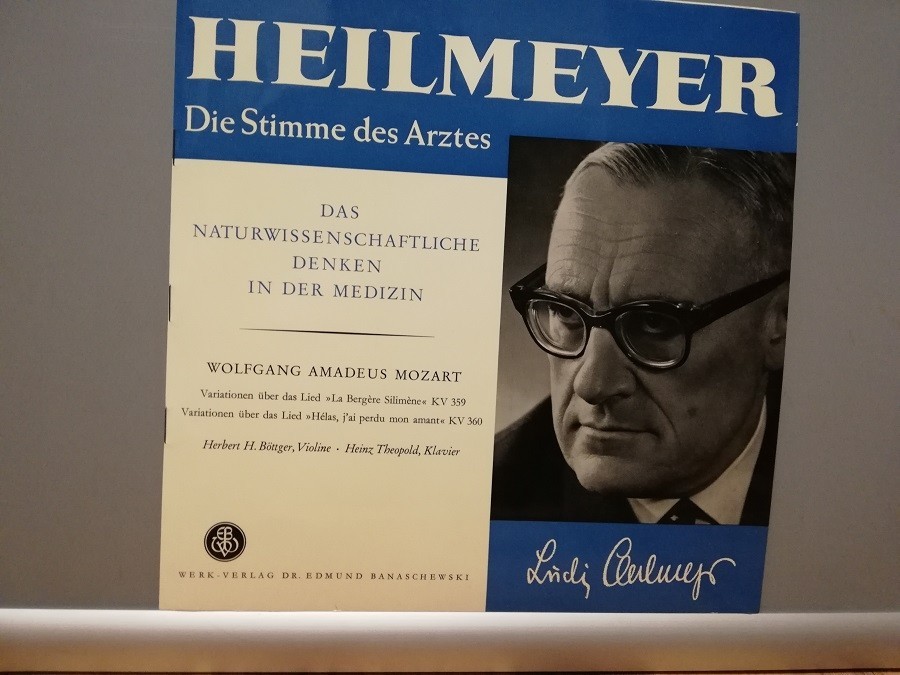 HEILMEYER
Die Stimme des Arztes
DAS
NATURWISSENSCHAFTLICHE
DENKEN
IN DER MEDIZIN
WOLFGANG AMADEUS MOZART
Variationen über das Lied »La Bergère Silimène« KV 359
Variationen über das Lied »Hélas, j'ai perdu mon amant« KV 360
Herbert H. Böttger, Violine · Heinz Theopold, Klavier
WERK-VERLAG DR. EDMUND BANASCHEWSKI